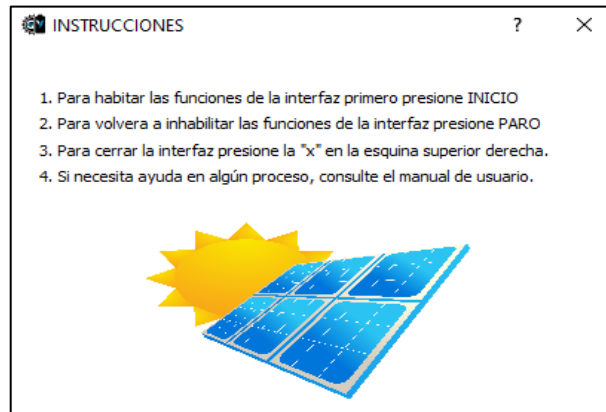 INSTRUCCIONES ?
1. Para habitar las funciones de la interfaz primero presione INICIO
2. Para volvera a inhabilitar las funciones de la interfaz presione PARO
3. Para cerrar la interfaz presione la "x" en la esquina superior derecha.
4. Si necesita ayuda en algún proceso, consulte el manual de usuario.